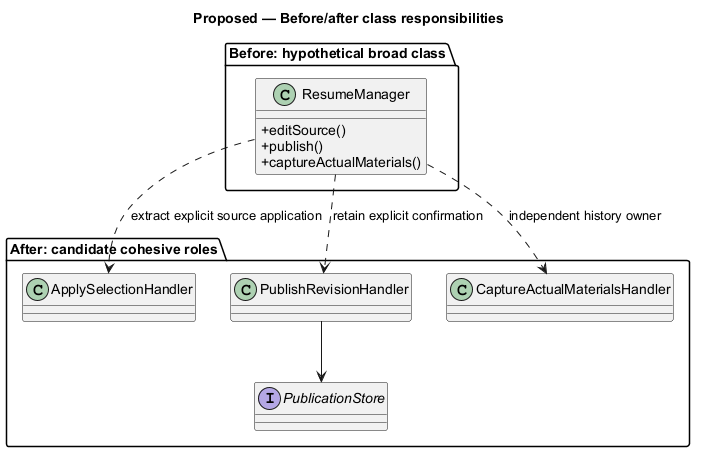 Proposed — Before/after class responsibilities
Before: hypothetical broad class
C ResumeManager
+editSource()
+publish()
+captureActualMaterials()
extract explicit source application
retain explicit confirmation
independent history owner
After: candidate cohesive roles
C ApplySelectionHandler
C PublishRevisionHandler
C CaptureActualMaterialsHandler
I PublicationStore